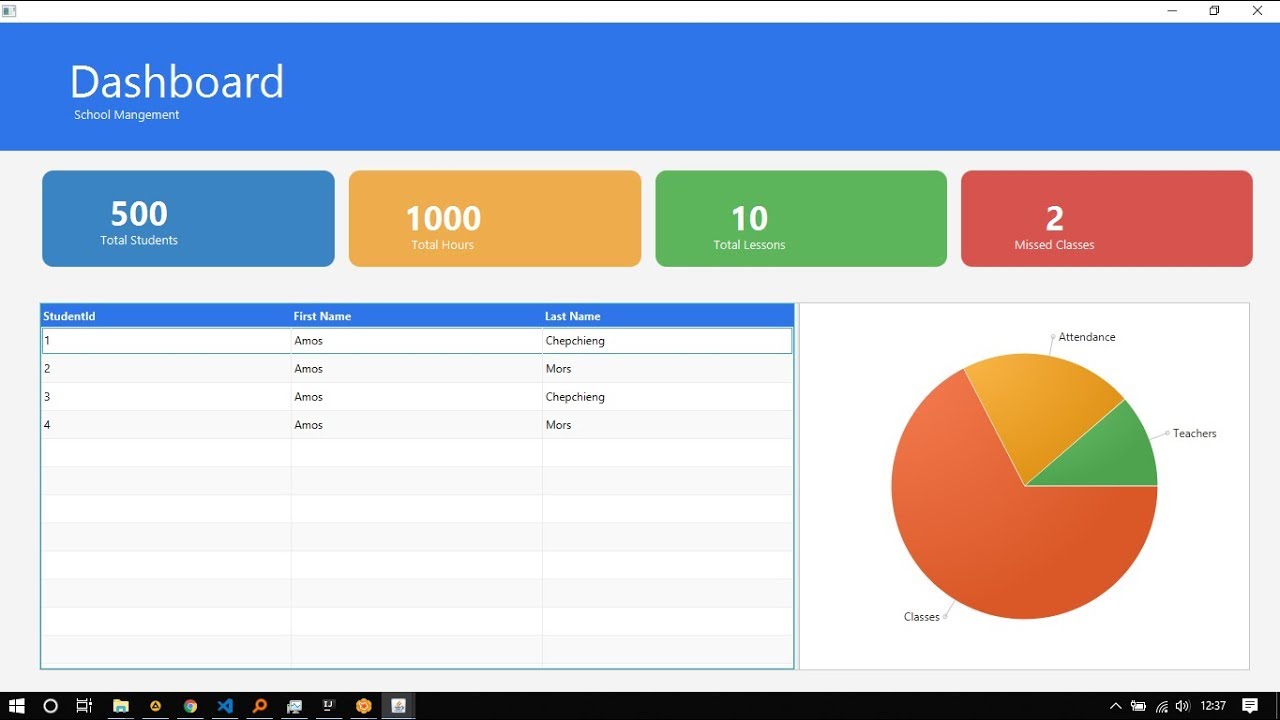 Dashboard
School Mangement
500
Total Students
1000
Total Hours
10
Total Lessons
2
Missed Classes
StudentId First Name Last Name
1 Amos Chepchieng
2 Amos Mors
3 Amos Chepchieng
4 Amos Mors
Attendance
Teachers
Classes
12:37